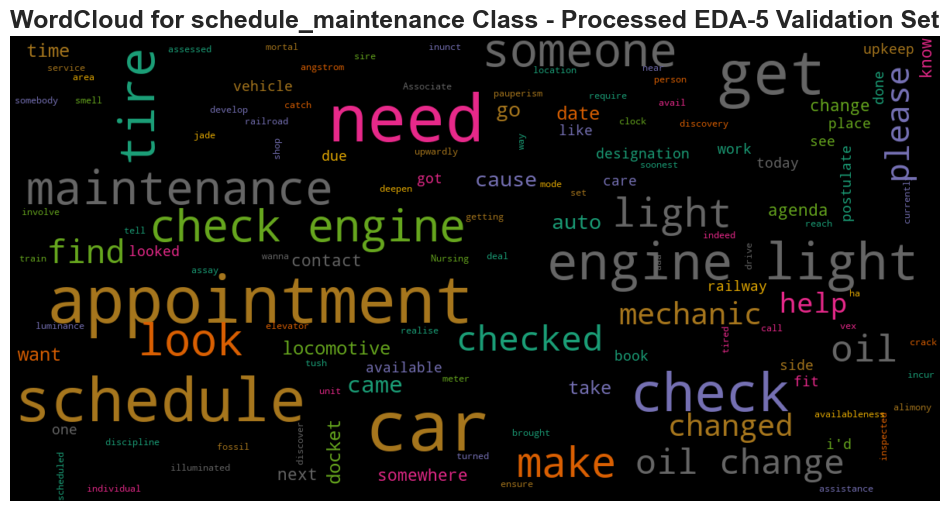 WordCloud for schedule_maintenance Class - Processed EDA-5 Validation Set
time
service
area
assessed
mortal
sire
inunct
someone
get
upkeep
know
somebody
smell
tire
vehicle
angstrom
catch
Associate
pauperism
location
hear
person
require
avail
done
please
develop
railroad
jade
shop
need
go
date
like
clock
discovery
change
place
see
way
upwardly
due
designation
soonest
work
today
postulate
maintenance
deepen
got
cause
mode
set
care
currently
involve
check engine
getting
auto
light
agenda
reach
indeed
tell
find
looked
train
assay
wanna
contact
Nursing
deal
engine light
aaa
drive
railway
appointment
mechanic
help
ha
luminance
look
elevator
realise
checked
tired
call
vex
crack
want
locomotive
tush
available
book
oil
side
fit
incur
schedule
came
unit
meter
take
check
availableness
alimony
one
car
changed
i'd
inspected
discipline
fossil
discover
docket
turned
brought
make
oil change
scheduled
illuminated
next
somewhere
ensure
assistance
individual